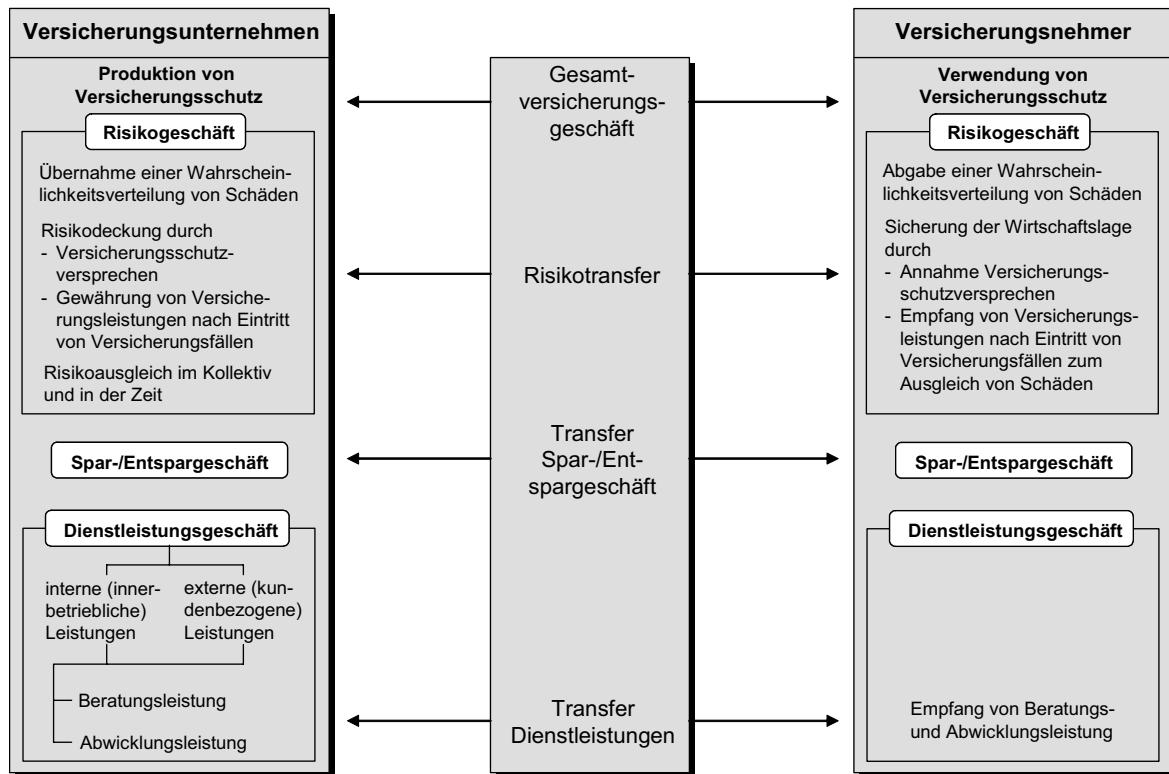 Versicherungsunternehmen
Produktion von
Versicherungsschutz
Risikogeschäft
Übernahme einer Wahrschein-
lichkeitsverteilung von Schäden
Risikodeckung durch
- Versicherungsschutz-
versprechen
- Gewährung von Versiche-
rungsleistungen nach Eintritt
von Versicherungsfällen
Risikoausgleich im Kollektiv
und in der Zeit
Spar-/Entspargeschäft
Dienstleistungsgeschäft
interne (inner-
betriebliche)
Leistungen
externe (kun-
denbezogene)
Leistungen
Beratungsleistung
Abwicklungsleistung
Gesamt-
versicherungs-
geschäft
Risikotransfer
Transfer
Spar-/Ent-
spargeschäft
Transfer
Dienstleistungen
Versicherungsnehmer
Verwendung von
Versicherungsschutz
Risikogeschäft
Abgabe einer Wahrschein-
lichkeitsverteilung von Schäden
Sicherung der Wirtschaftslage
durch
- Annahme Versicherungs-
schutzversprechen
- Empfang von Versicherungs-
leistungen nach Eintritt von
Versicherungsfällen zum
Ausgleich von Schäden
Spar-/Entspargeschäft
Dienstleistungsgeschäft
Empfang von Beratungs-
und Abwicklungsleistung